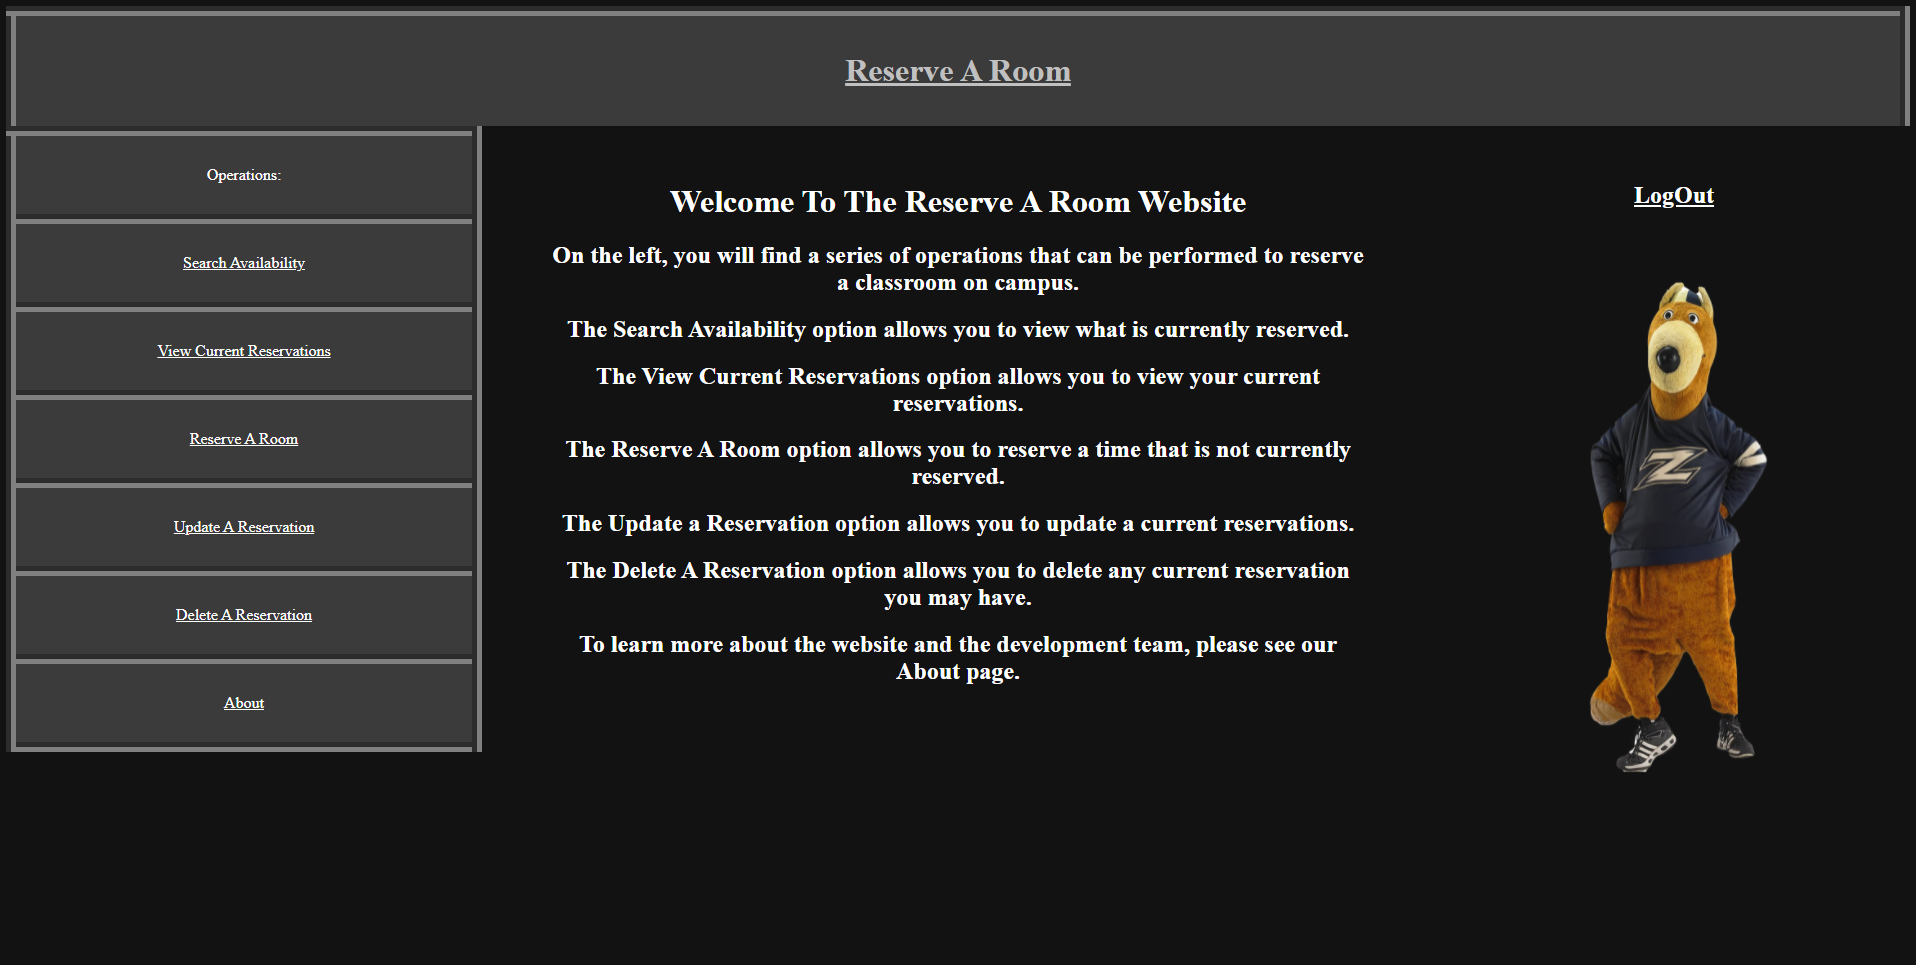 Reserve A Room
Operations:
Search Availability
View Current Reservations
Reserve A Room
Update A Reservation
Delete A Reservation
About
Welcome To The Reserve A Room Website
On the left, you will find a series of operations that can be performed to reserve
a classroom on campus.
The Search Availability option allows you to view what is currently reserved.
The View Current Reservations option allows you to view your current
reservations.
The Reserve A Room option allows you to reserve a time that is not currently
reserved.
The Update a Reservation option allows you to update a current reservations.
The Delete A Reservation option allows you to delete any current reservation
you may have.
To learn more about the website and the development team, please see our
About page.
LogOut
Z